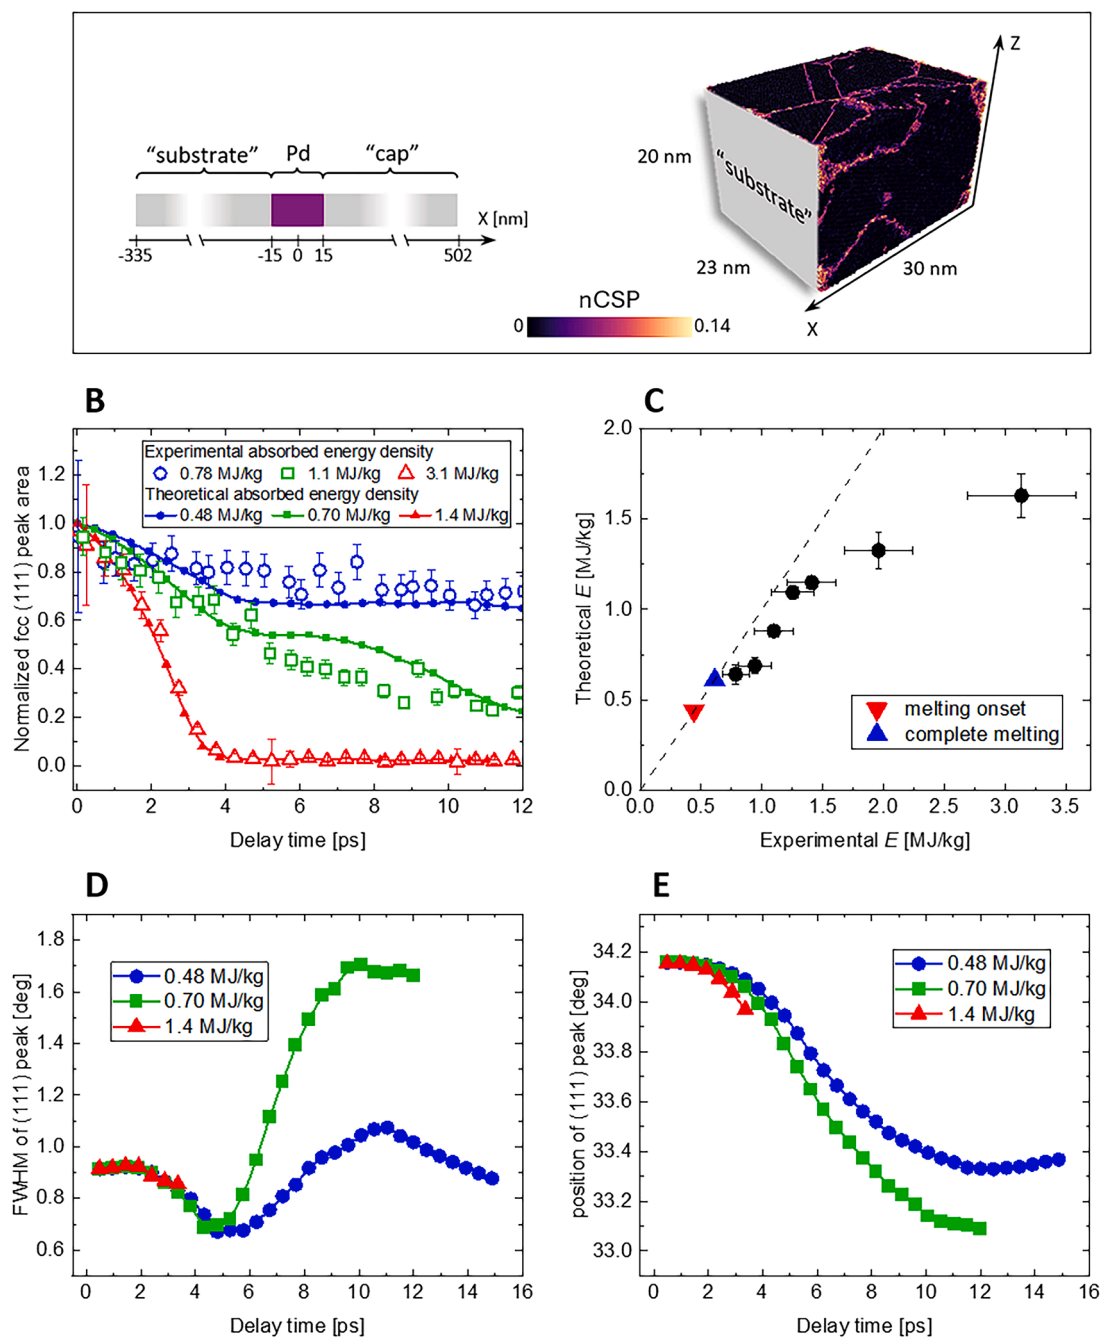 "substrate" Pd "cap"
X [nm]
-335 -15 0 15 502
Z
20 nm
"substrate"
23 nm
30 nm
X
nCSP
0 0.14
B
Normalized fcc (111) peak area
1.2
1.0
0.8
0.6
0.4
0.2
0.0
Experimental absorbed energy density
0.78 MJ/kg 1.1 MJ/kg 3.1 MJ/kg
Theoretical absorbed energy density
0.48 MJ/kg 0.70 MJ/kg 1.4 MJ/kg
0 2 4 6 8 10 12
Delay time [ps]
C
Theoretical E [MJ/kg]
2.0
1.5
1.0
0.5
0.0
melting onset
complete melting
0.0 0.5 1.0 1.5 2.0 2.5 3.0 3.5
Experimental E [MJ/kg]
D
FWHM of (111) peak [deg]
1.8
1.6
1.4
1.2
1.0
0.8
0.6
0.48 MJ/kg
0.70 MJ/kg
1.4 MJ/kg
0 2 4 6 8 10 12 14 16
Delay time [ps]
E
position of (111) peak [deg]
34.2
34.0
33.8
33.6
33.4
33.2
33.0
0.48 MJ/kg
0.70 MJ/kg
1.4 MJ/kg
0 2 4 6 8 10 12 14 16
Delay time [ps]